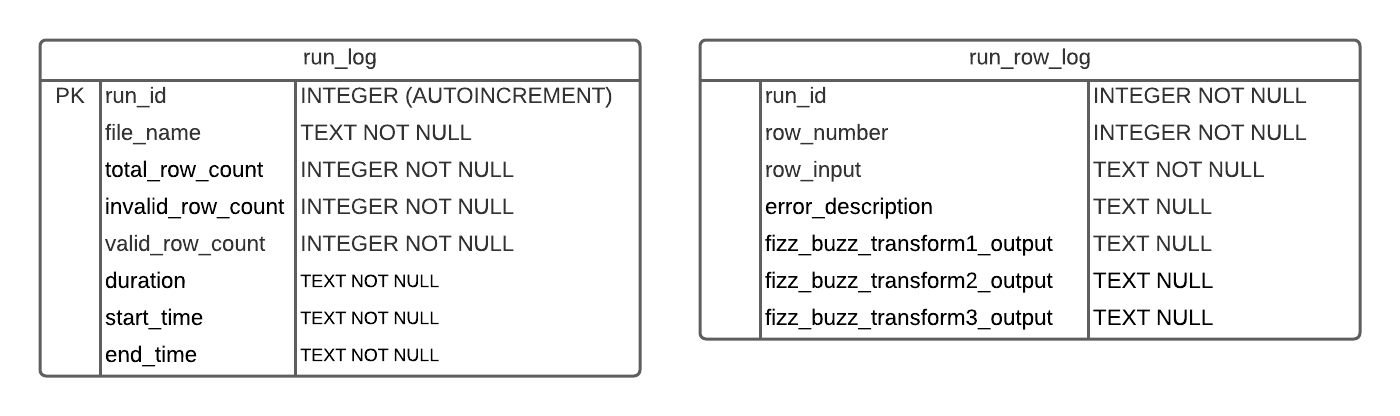 run_log
PK run_id INTEGER (AUTOINCREMENT)
file_name TEXT NOT NULL
total_row_count INTEGER NOT NULL
invalid_row_count INTEGER NOT NULL
valid_row_count INTEGER NOT NULL
duration TEXT NOT NULL
start_time TEXT NOT NULL
end_time TEXT NOT NULL
run_row_log
run_id INTEGER NOT NULL
row_number INTEGER NOT NULL
row_input TEXT NOT NULL
error_description TEXT NULL
fizz_buzz_transform1_output TEXT NULL
fizz_buzz_transform2_output TEXT NULL
fizz_buzz_transform3_output TEXT NULL